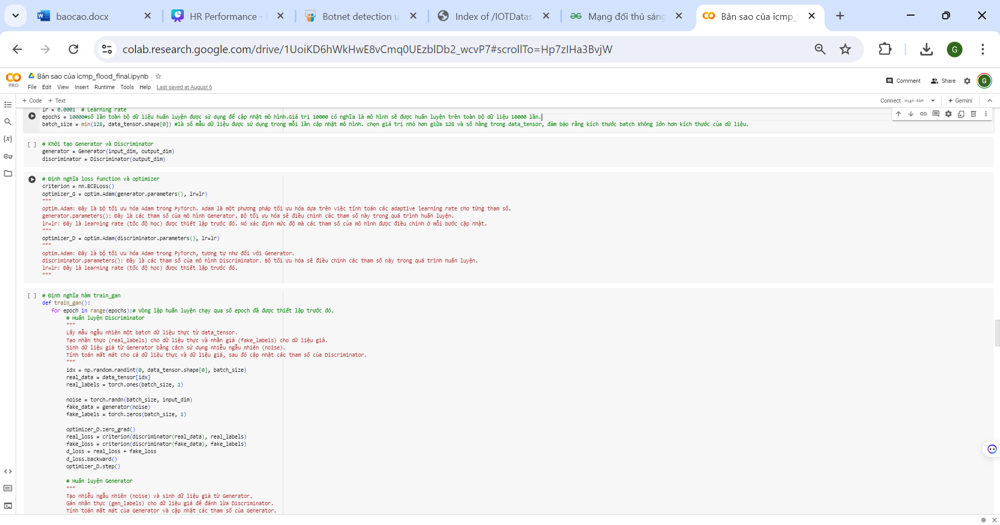 baocao.docx
HR Performance -
Botnet detection u
Index of /IOTDatas
Mạng đối thủ sáng
Bản sao của icmp_
colab.research.google.com/drive/1UoiKD6hWkHwE8vCmq0UEzblDb2_wcvP7#scrollTo=Hp7zIHa3BvjW
G
PRO
Bản sao của icmp_flood_final.ipynb
File Edit View Insert Runtime Tools Help Last saved at August 6
Comment Share G
+ Code + Text
Connect High-RAM Gemini
lr = 0.0001 # Learning rate
epochs = 10000#số lần toàn bộ dữ liệu huấn luyện được sử dụng để cập nhật mô hình.Giá trị 10000 có nghĩa là mô hình sẽ được huấn luyện trên toàn bộ dữ liệu 10000 lần.
batch_size = min(128, data_tensor.shape[0]) #là số mẫu dữ liệu được sử dụng trong mỗi lần cập nhật mô hình. chọn giá trị nhỏ hơn giữa 128 và số hàng trong data_tensor, đảm bảo rằng kích thước batch không lớn hơn kích thước của dữ liệu.
[ ] # Khởi tạo Generator và Discriminator
generator = Generator(input_dim, output_dim)
discriminator = Discriminator(output_dim)
# Định nghĩa loss function và optimizer
criterion = nn.BCELoss()
optimizer_G = optim.Adam(generator.parameters(), lr=lr)
"""
optim.Adam: Đây là bộ tối ưu hóa Adam trong PyTorch. Adam là một phương pháp tối ưu hóa dựa trên việc tính toán các adaptive learning rate cho từng tham số.
generator.parameters(): Đây là các tham số của mô hình Generator. Bộ tối ưu hóa sẽ điều chỉnh các tham số này trong quá trình huấn luyện.
lr=lr: Đây là learning rate (tốc độ học) được thiết lập trước đó. Nó xác định mức độ mà các tham số của mô hình được điều chỉnh ở mỗi bước cập nhật.
"""
optimizer_D = optim.Adam(discriminator.parameters(), lr=lr)
"""
optim.Adam: Đây là bộ tối ưu hóa Adam trong PyTorch, tương tự như đối với Generator.
discriminator.parameters(): Đây là các tham số của mô hình Discriminator. Bộ tối ưu hóa sẽ điều chỉnh các tham số này trong quá trình huấn luyện.
lr=lr: Đây là learning rate (tốc độ học) được thiết lập trước đó.
"""
[ ] # Định nghĩa hàm train_gan
def train_gan():
for epoch in range(epochs):# Vòng lặp huấn luyện chạy qua số epoch đã được thiết lập trước đó.
# Huấn luyện Discriminator
"""
Lấy mẫu ngẫu nhiên một batch dữ liệu thực từ data_tensor.
Tạo nhãn thực (real_labels) cho dữ liệu thực và nhãn giả (fake_labels) cho dữ liệu giả.
Sinh dữ liệu giả từ Generator bằng cách sử dụng nhiễu ngẫu nhiên (noise).
Tính toán mất mát cho cả dữ liệu thực và dữ liệu giả, sau đó cập nhật các tham số của Discriminator.
"""
idx = np.random.randint(0, data_tensor.shape[0], batch_size)
real_data = data_tensor[idx]
real_labels = torch.ones(batch_size, 1)
noise = torch.randn(batch_size, input_dim)
fake_data = generator(noise)
fake_labels = torch.zeros(batch_size, 1)
optimizer_D.zero_grad()
real_loss = criterion(discriminator(real_data), real_labels)
fake_loss = criterion(discriminator(fake_data), fake_labels)
d_loss = real_loss + fake_loss
d_loss.backward()
optimizer_D.step()
# Huấn luyện Generator
"""
Tạo nhiễu ngẫu nhiên (noise) và sinh dữ liệu giả từ Generator.
Gán nhãn thực (gen_labels) cho dữ liệu giả để đánh lừa Discriminator.
Tính toán mất mát của Generator và cập nhật các tham số của Generator.